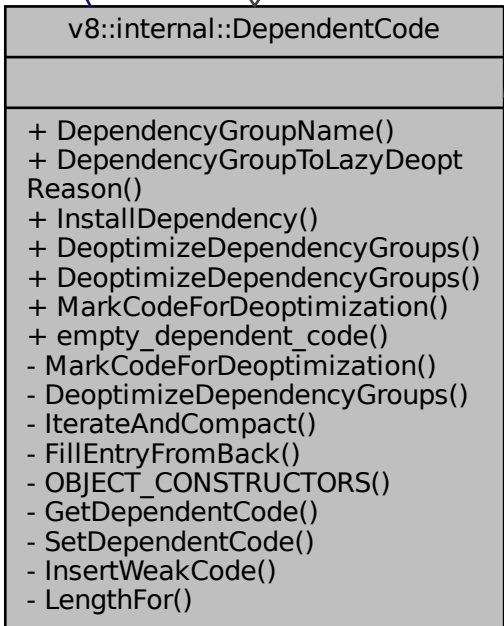 v8::internal::DependentCode
+ DependencyGroupName()
+ DependencyGroupToLazyDeopt
Reason()
+ InstallDependency()
+ DeoptimizeDependencyGroups()
+ DeoptimizeDependencyGroups()
+ MarkCodeForDeoptimization()
+ empty_dependent_code()
- MarkCodeForDeoptimization()
- DeoptimizeDependencyGroups()
- IterateAndCompact()
- FillEntryFromBack()
- OBJECT_CONSTRUCTORS()
- GetDependentCode()
- SetDependentCode()
- InsertWeakCode()
- LengthFor()